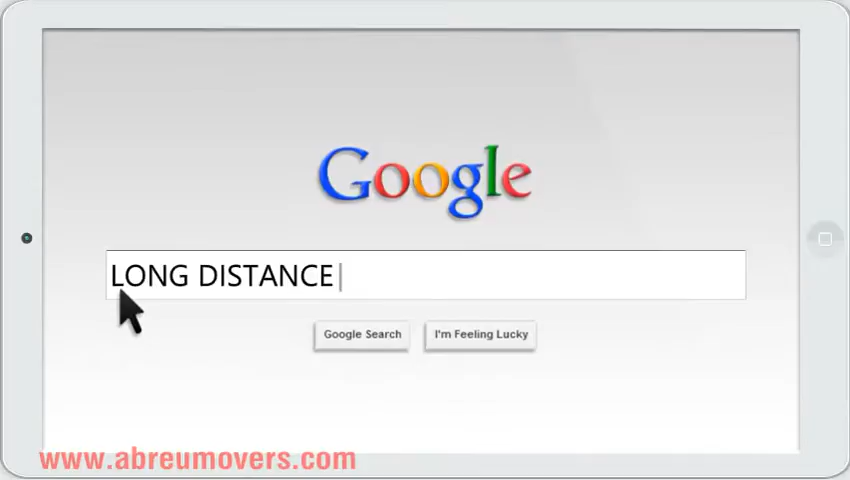 Google
LONG DISTANCE
Google Search
I'm Feeling Lucky
www.abreumovers.com